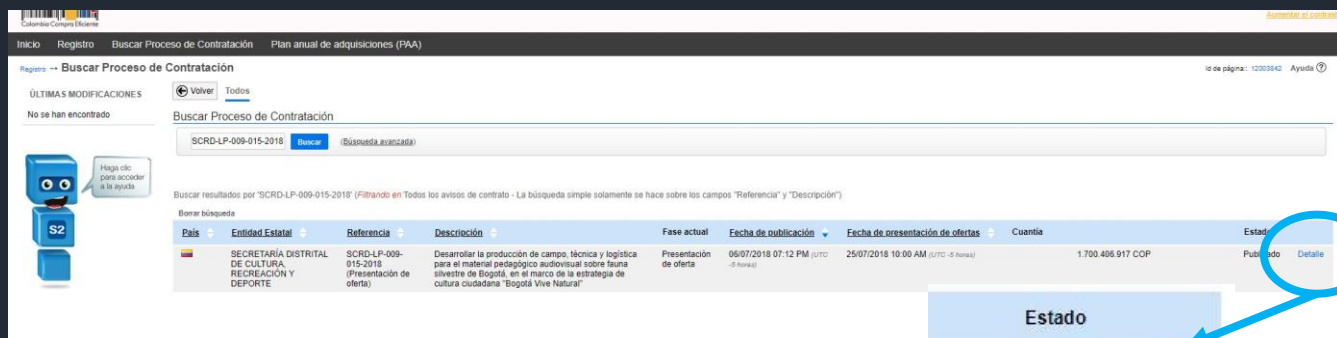 Colombia Compra Eficiente
Aumentar el contraste
Inicio Registro Buscar Proceso de Contratación Plan anual de adquisiciones (PAA)
Registro → Buscar Proceso de Contratación
Id de página:: 12003642 Ayuda
ÚLTIMAS MODIFICACIONES
No se han encontrado
Volver Todos
Buscar Proceso de Contratación
SCRD-LP-009-015-2018 Buscar (Búsqueda avanzada)
Haga clic
para acceder
a la ayuda
S2
Buscar resultados por 'SCRD-LP-009-015-2018' (Filtrando en Todos los avisos de contrato - La búsqueda simple solamente se hace sobre los campos "Referencia" y "Descripción")
Borrar búsqueda
País Entidad Estatal Referencia Descripción Fase actual Fecha de publicación Fecha de presentación de ofertas Cuantía Estado
SECRETARÍA DISTRITAL
DE CULTURA,
RECREACIÓN Y
DEPORTE
SCRD-LP-009-
015-2018
(Presentación de
oferta)
Desarrollar la producción de campo, técnica y logística
para el material pedagógico audiovisual sobre fauna
silvestre de Bogotá, en el marco de la estrategia de
cultura ciudadana "Bogotá Vive Natural"
Presentación
de oferta
06/07/2018 07:12 PM (UTC
-5 horas)
25/07/2018 10:00 AM (UTC -5 horas)
1.700.406.917 COP
Publicado
Detalle
Estado